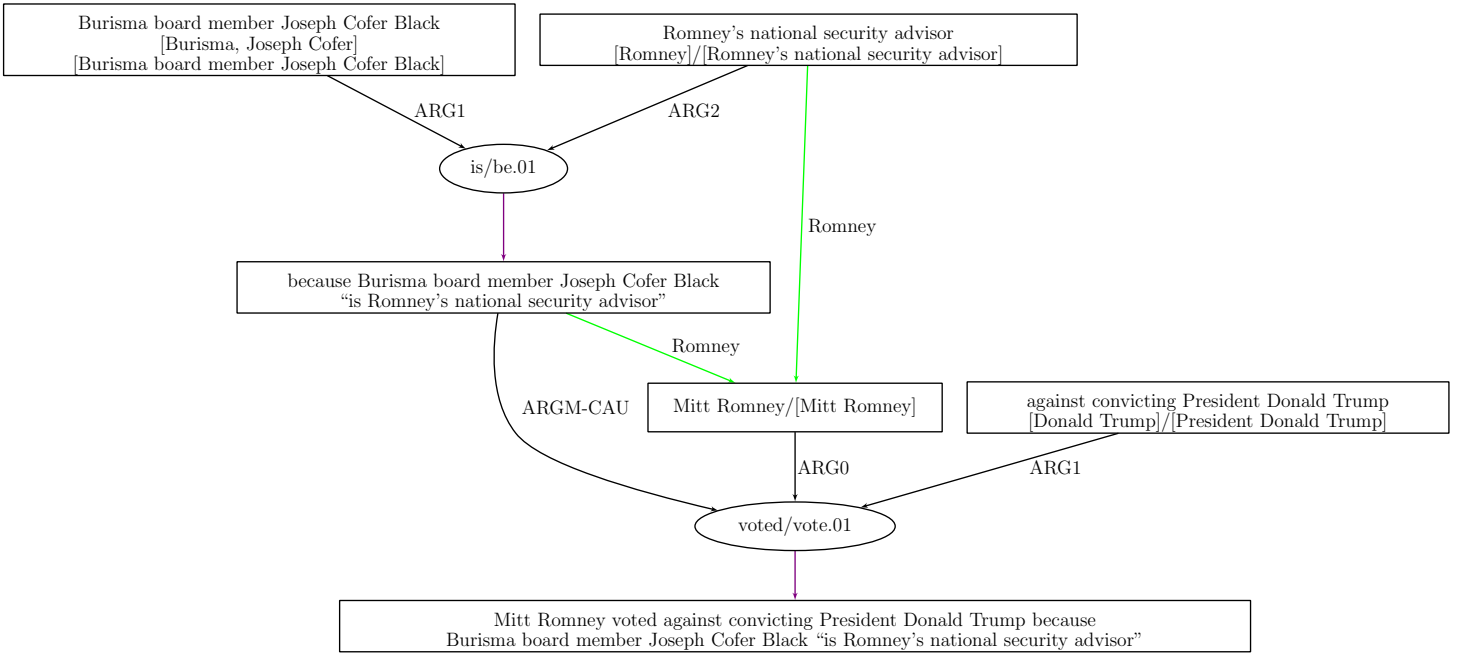 Burisma board member Joseph Cofer Black
[Burisma, Joseph Cofer]
[Burisma board member Joseph Cofer Black]
Romney's national security advisor
[Romney]/[Romney's national security advisor]
ARG1
ARG2
is/be.01
Romney
because Burisma board member Joseph Cofer Black
“is Romney's national security advisor”
Romney
ARGM-CAU
Mitt Romney/[Mitt Romney]
against convicting President Donald Trump
[Donald Trump]/[President Donald Trump]
ARG0
ARG1
voted/vote.01
Mitt Romney voted against convicting President Donald Trump because
Burisma board member Joseph Cofer Black “is Romney's national security advisor”